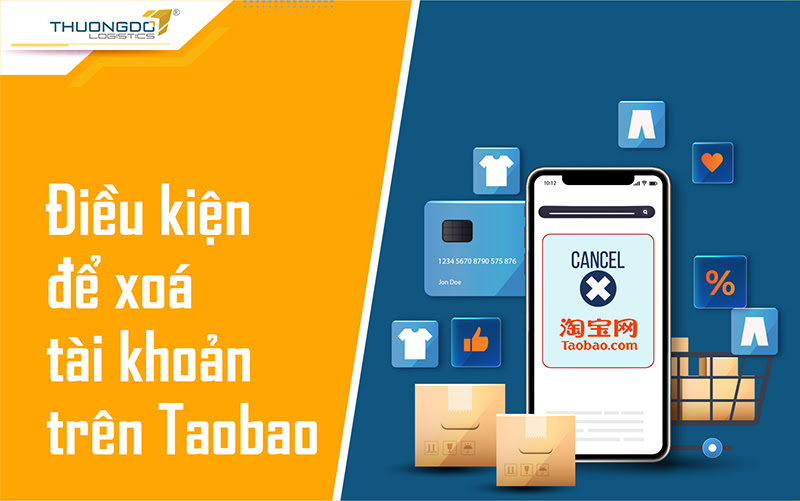 THUONGDO
LOGISTICS
®
Điều kiện
để xoá
tài khoản
trên Taobao
10:12
1234 5670 8790 575 876
Jon Doe
CANCEL
淘宝网
Taobao.com
%